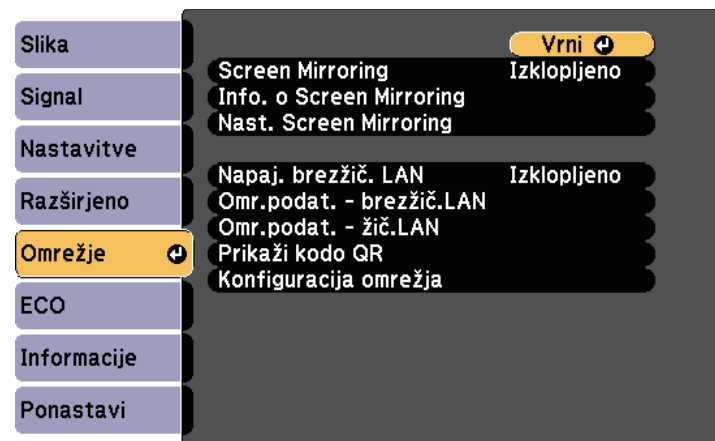 Slika
Signal
Nastavitve
Razširjeno
Omrežje
ECO
Informacije
Ponastavi
Vrni
Screen Mirroring Izklopljeno
Info. o Screen Mirroring
Nast. Screen Mirroring
Napaj. brezžič. LAN Izklopljeno
Omr.podat. - brezžič.LAN
Omr.podat. - žič.LAN
Prikaži kodo QR
Konfiguracija omrežja